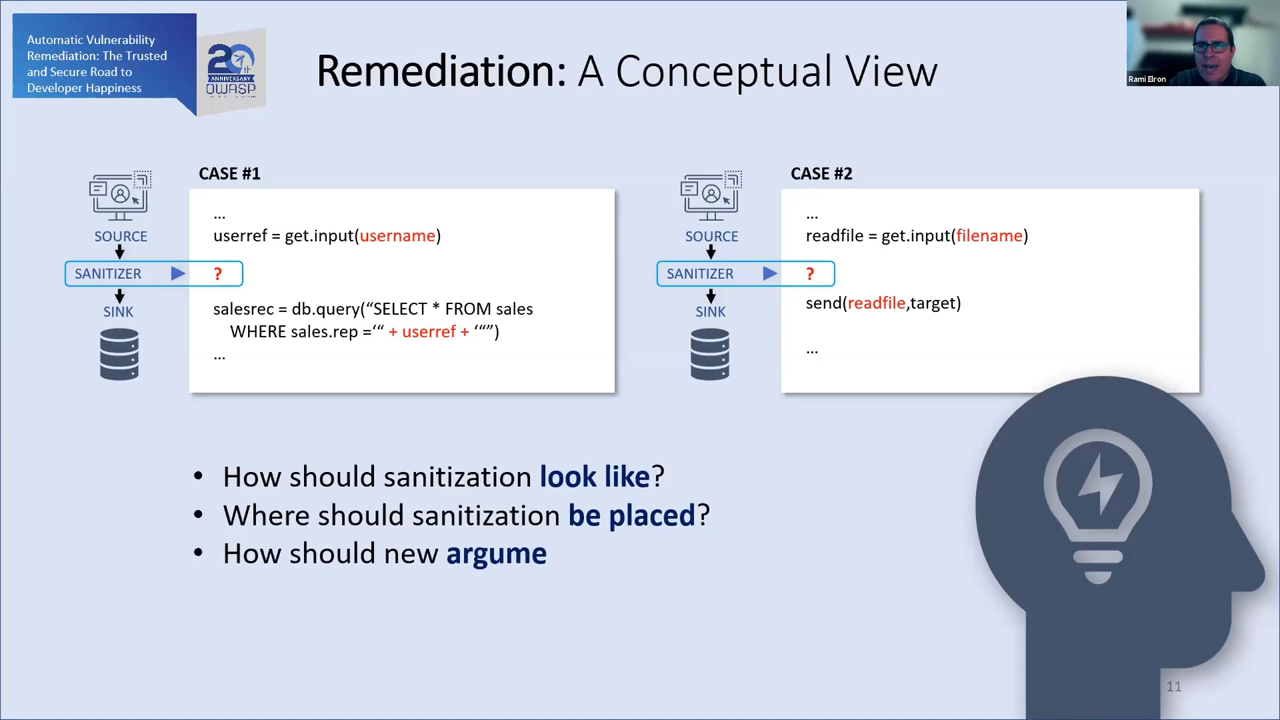 Automatic Vulnerability
Remediation: The Trusted
and Secure Road to
Developer Happiness
20th
ANNIVERSARY
OWASP
Remediation: A Conceptual View
Rami Elron
CASE #1
SOURCE
SANITIZER
SINK
...
userref = get.input(username)
?
salesrec = db.query(“SELECT * FROM sales
WHERE sales.rep =‘“ + userref + ‘“”)
...
CASE #2
SOURCE
SANITIZER
SINK
...
readfile = get.input(filename)
?
send(readfile,target)
...
• How should sanitization look like?
• Where should sanitization be placed?
• How should new argume
11